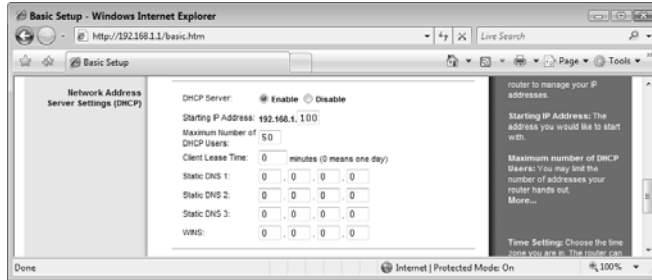 Basic Setup - Windows Internet Explorer
http://192.168.1.1/basic.htm
Live Search
Basic Setup
Page
Tools
Network Address
Server Settings (DHCP)
DHCP Server: Enable Disable
Starting IP Address: 192.168.1. 100
Maximum Number of
DHCP Users: 50
Client Lease Time: 0 minutes (0 means one day)
Static DNS 1: 0 . 0 . 0 . 0
Static DNS 2: 0 . 0 . 0 . 0
Static DNS 3: 0 . 0 . 0 . 0
WINS: 0 . 0 . 0 . 0
router to manage your IP
addresses.
Starting IP Address: The
address you would like to start
with.
Maximum number of DHCP
Users: You may limit the
number of addresses your
router hands out.
More...
Time Setting: Choose the time
zone you are in. The router can
Done
Internet | Protected Mode: On
100%